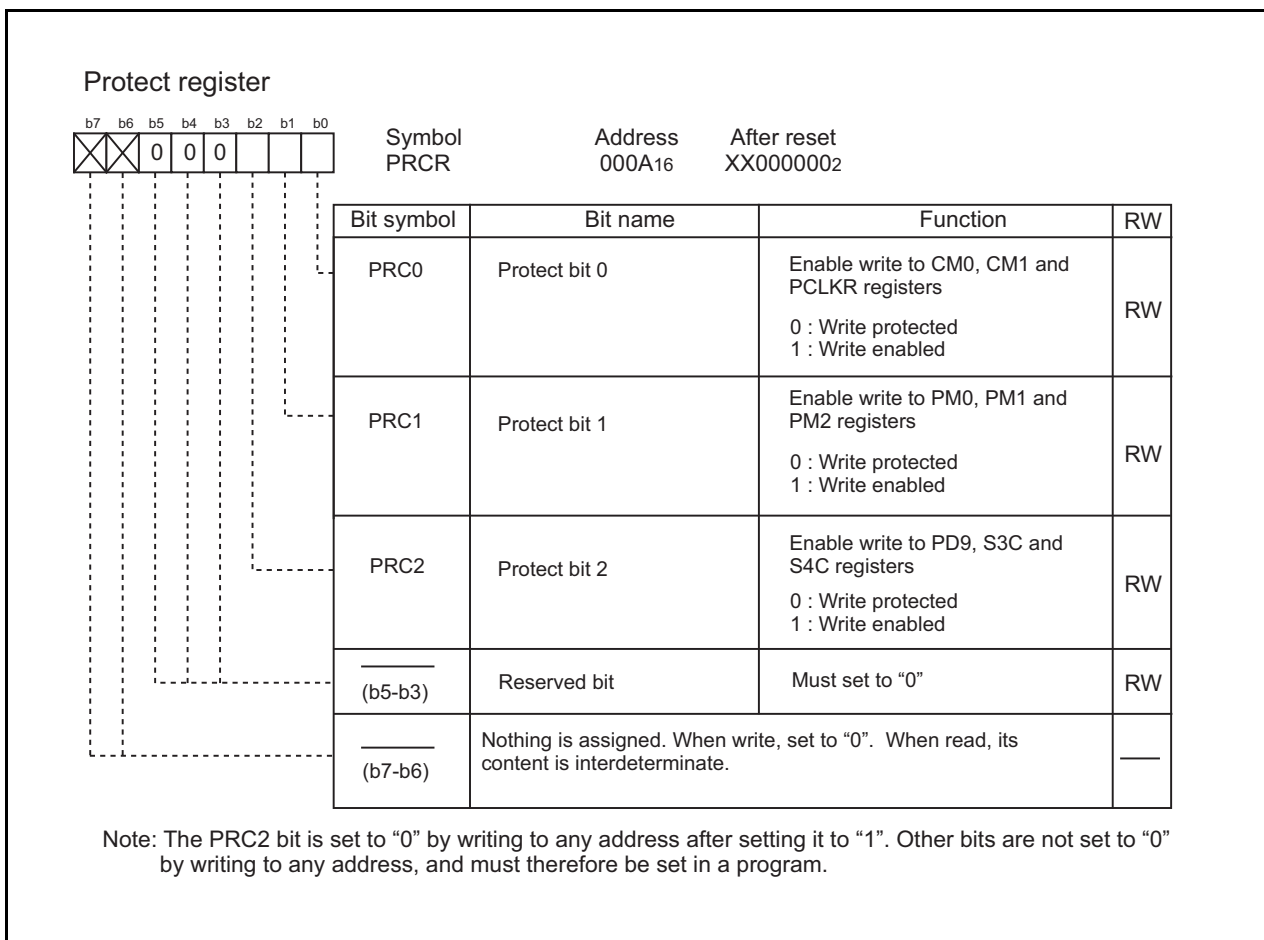 Protect register
b7 b6 b5 b4 b3 b2 b1 b0
0 0 0
Symbol Address After reset
PRCR 000A16 XX0000002
Bit symbol Bit name Function RW
PRC0 Protect bit 0 Enable write to CM0, CM1 and
PCLKR registers
0 : Write protected
1 : Write enabled
RW
PRC1 Protect bit 1 Enable write to PM0, PM1 and
PM2 registers
0 : Write protected
1 : Write enabled
RW
PRC2 Protect bit 2 Enable write to PD9, S3C and
S4C registers
0 : Write protected
1 : Write enabled
RW
(b5-b3) Reserved bit Must set to “0” RW
(b7-b6) Nothing is assigned. When write, set to “0”. When read, its
content is interdeterminate.
Note: The PRC2 bit is set to “0” by writing to any address after setting it to “1”. Other bits are not set to “0”
by writing to any address, and must therefore be set in a program.